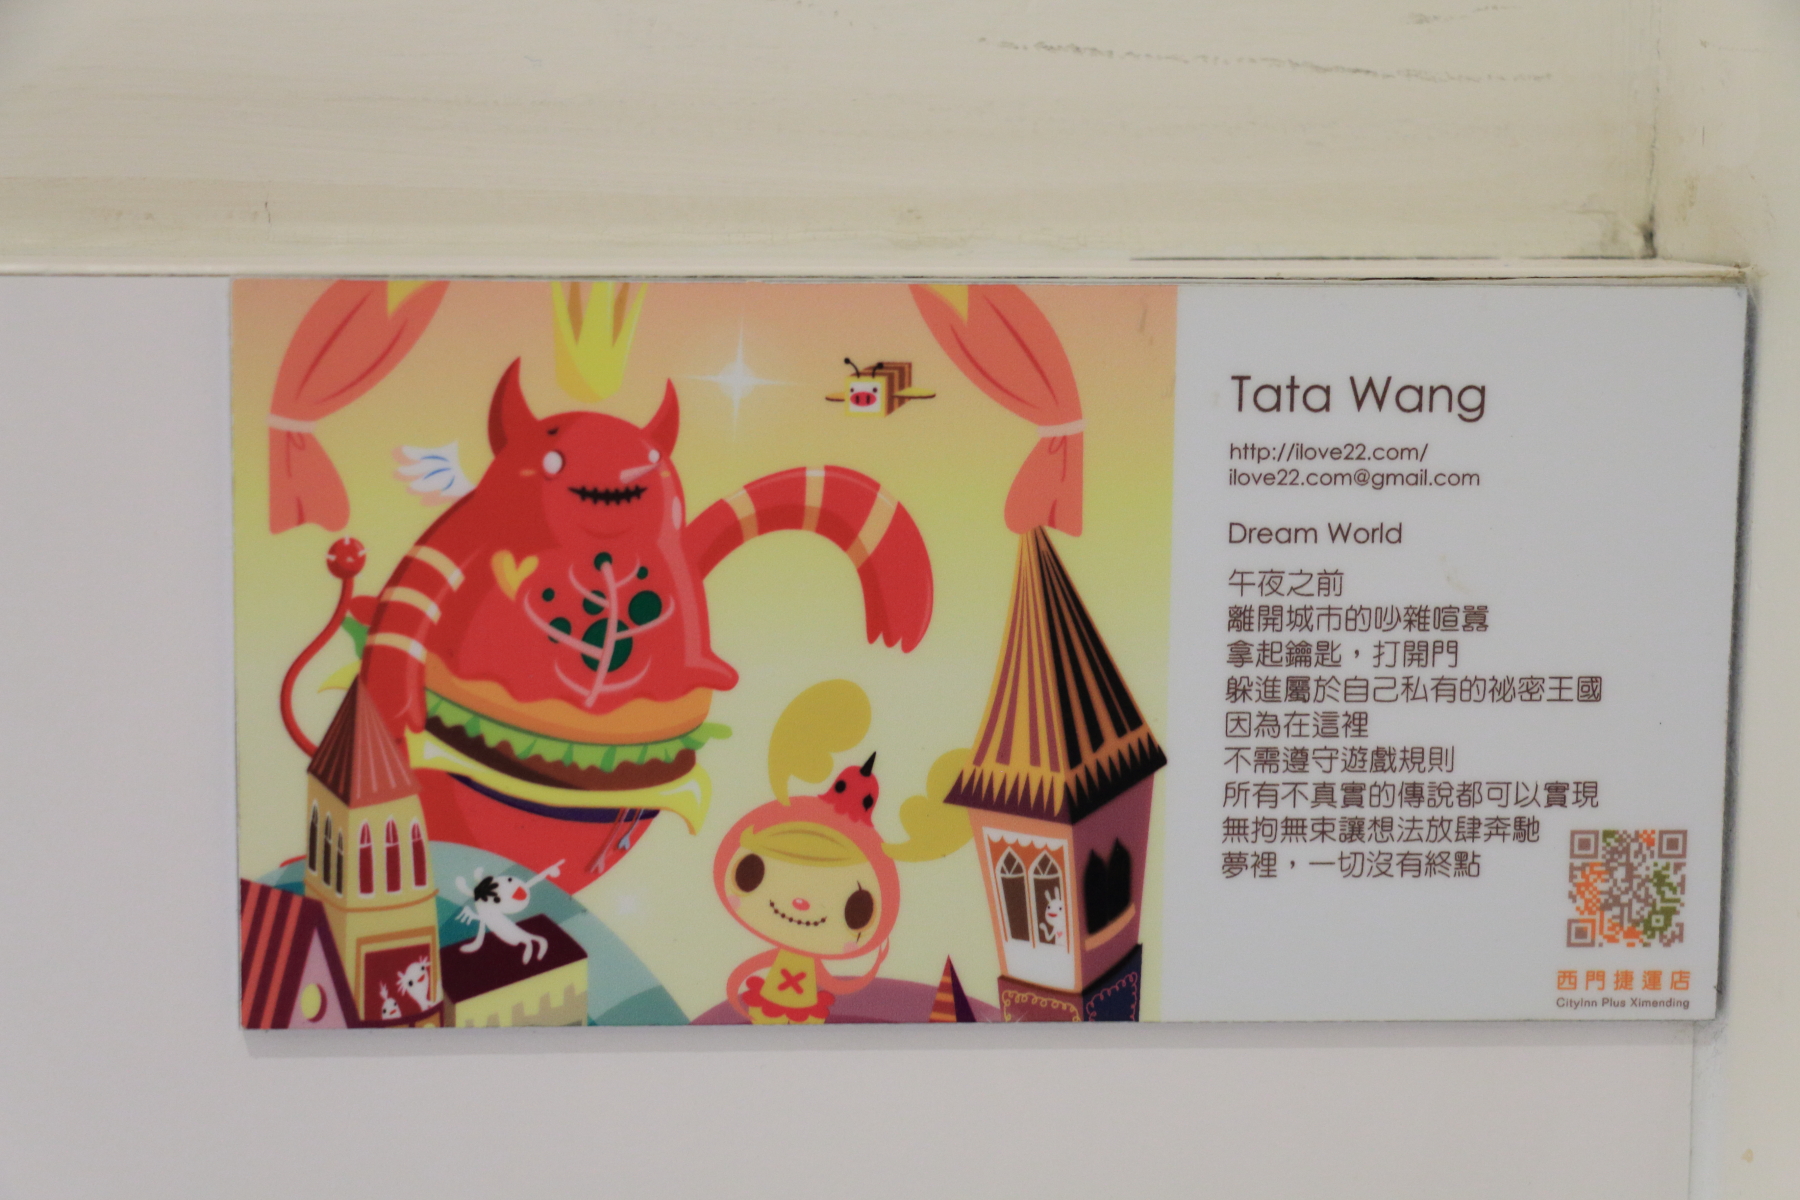 Tata Wang
http://ilove22.com/
ilove22.com@gmail.com
Dream World
午夜之前
離開城市的吵雜喧囂
拿起鑰匙，打開門
躲進屬於自己私有的祕密王國
因為在這裡
不需遵守遊戲規則
所有不真實的傳說都可以實現
無拘無束讓想法放肆奔馳
夢裡，一切沒有終點
西門捷運店
CityInn Plus Ximending